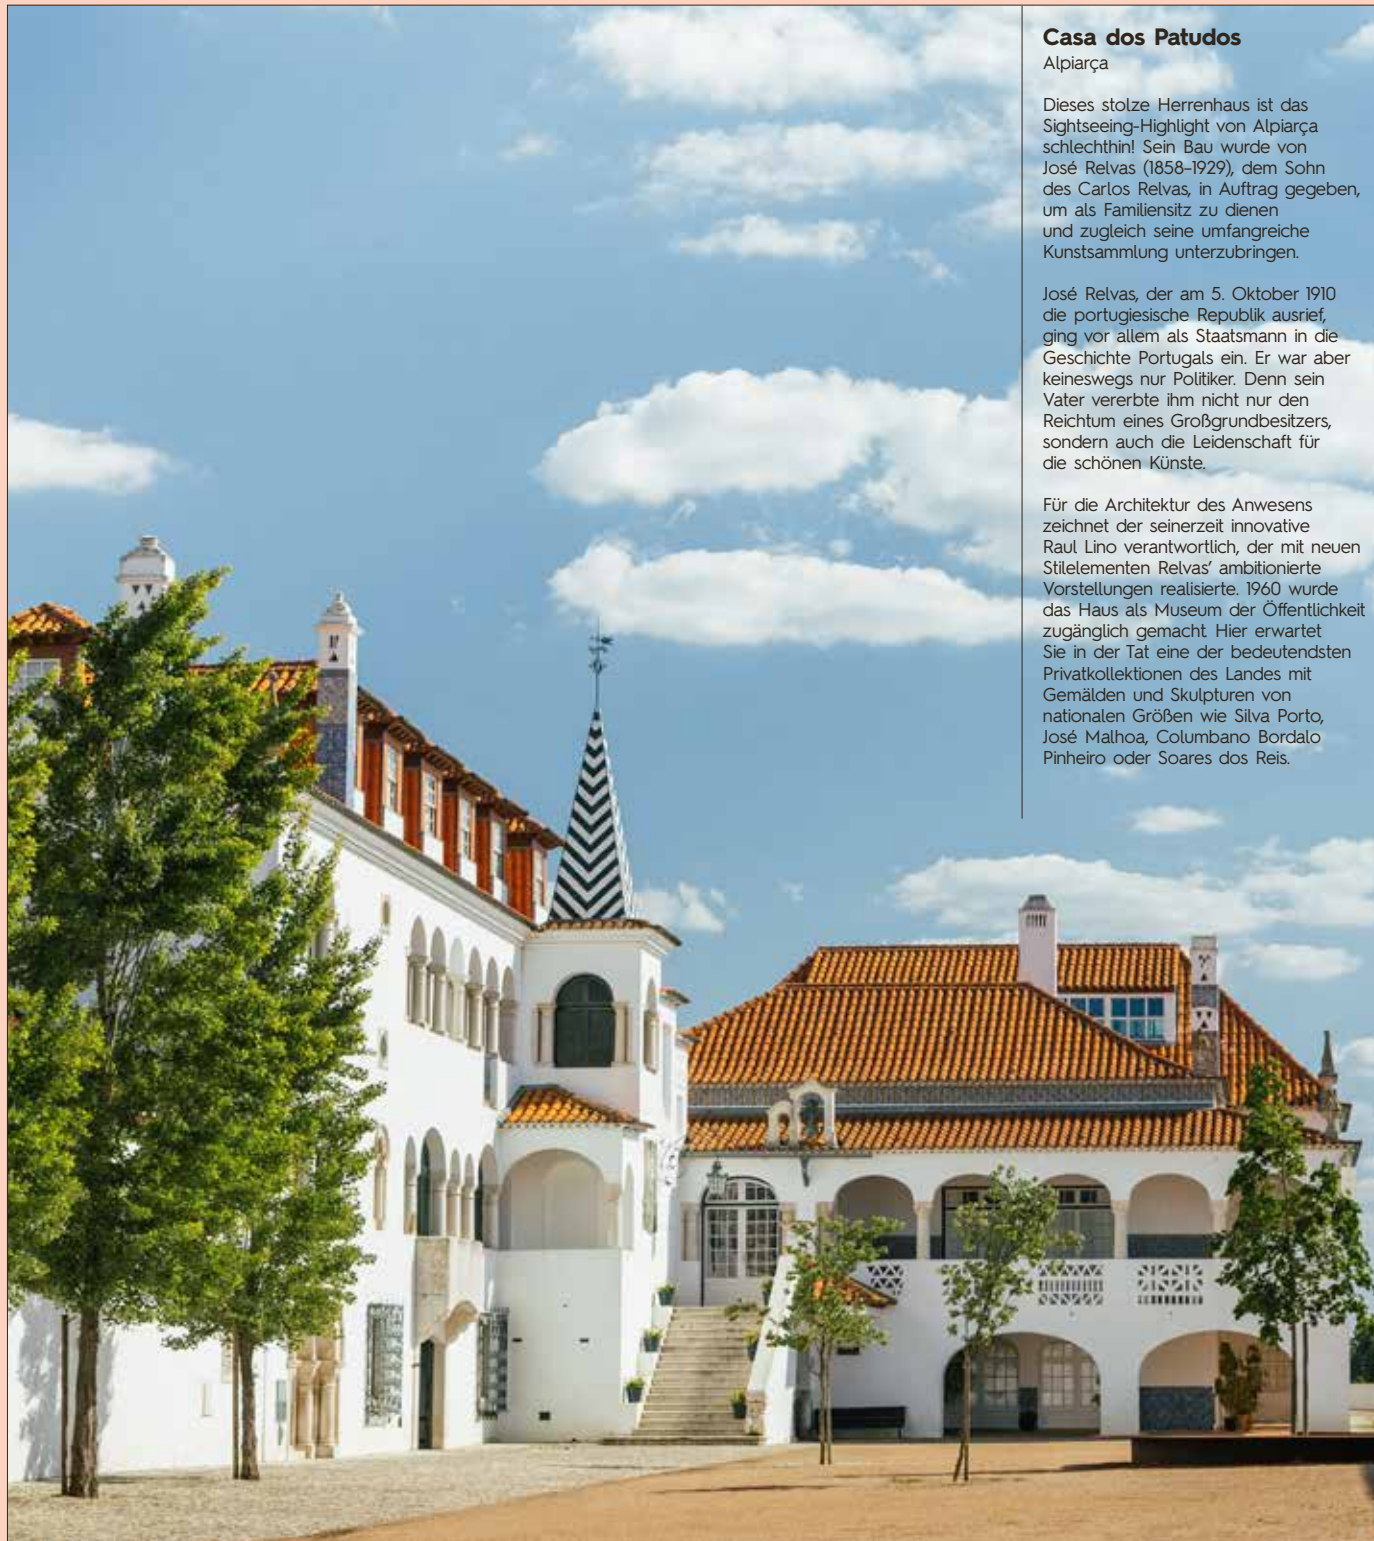 Casa dos Patudos
Alpiarça
Dieses stolze Herrenhaus ist das
Sightseeing-Highlight von Alpiarça
schlechthin! Sein Bau wurde von
José Relvas (1858–1929), dem Sohn
des Carlos Relvas, in Auftrag gegeben,
um als Familiensitz zu dienen
und zugleich seine umfangreiche
Kunstsammlung unterzubringen.
José Relvas, der am 5. Oktober 1910
die portugiesische Republik ausrief,
ging vor allem als Staatsmann in die
Geschichte Portugals ein. Er war aber
keineswegs nur Politiker. Denn sein
Vater vererbte ihm nicht nur den
Reichtum eines Großgrundbesitzers,
sondern auch die Leidenschaft für
die schönen Künste.
Für die Architektur des Anwesens
zeichnet der seinerzeit innovative
Raul Lino verantwortlich, der mit neuen
Stilelementen Relvas’ ambitionierte
Vorstellungen realisierte. 1960 wurde
das Haus als Museum der Öffentlichkeit
zugänglich gemacht. Hier erwartet
Sie in der Tat eine der bedeutendsten
Privatkollektionen des Landes mit
Gemälden und Skulpturen von
nationalen Größen wie Silva Porto,
José Malhoa, Columbano Bordalo
Pinheiro oder Soares dos Reis.